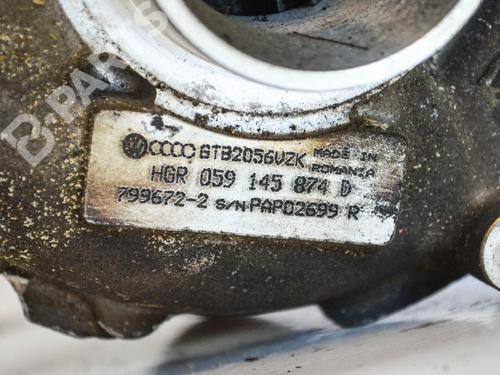 GTB2056VZK MADE IN
ROMANIA
HGR 059 145 874 D
799672-2 S/N PAP02699 R
B-PARTS